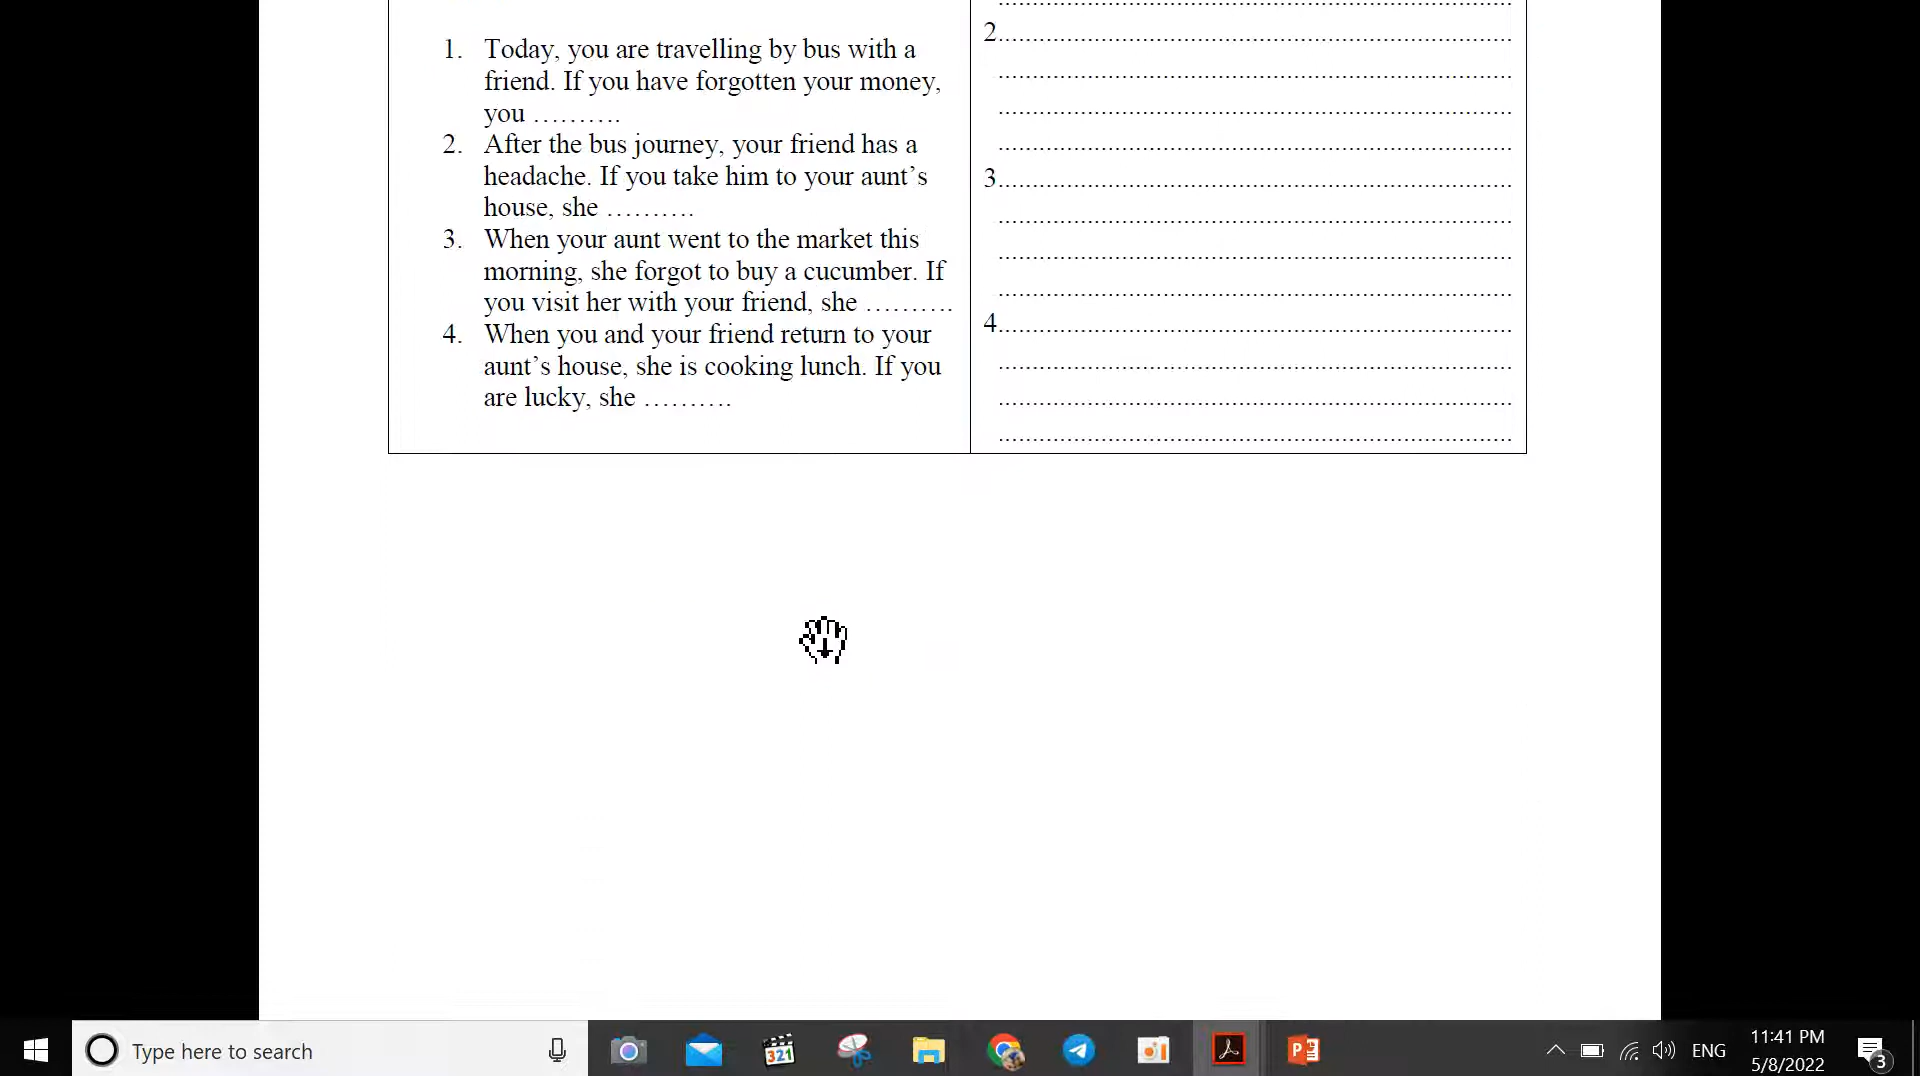 1. Today, you are travelling by bus with a
friend. If you have forgotten your money,
you ……….
2. After the bus journey, your friend has a
headache. If you take him to your aunt’s
house, she ……….
3. When your aunt went to the market this
morning, she forgot to buy a cucumber. If
you visit her with your friend, she ……….
4. When you and your friend return to your
aunt’s house, she is cooking lunch. If you
are lucky, she ……….
2
3
4
Type here to search
321
ENG
11:41 PM
5/8/2022
3